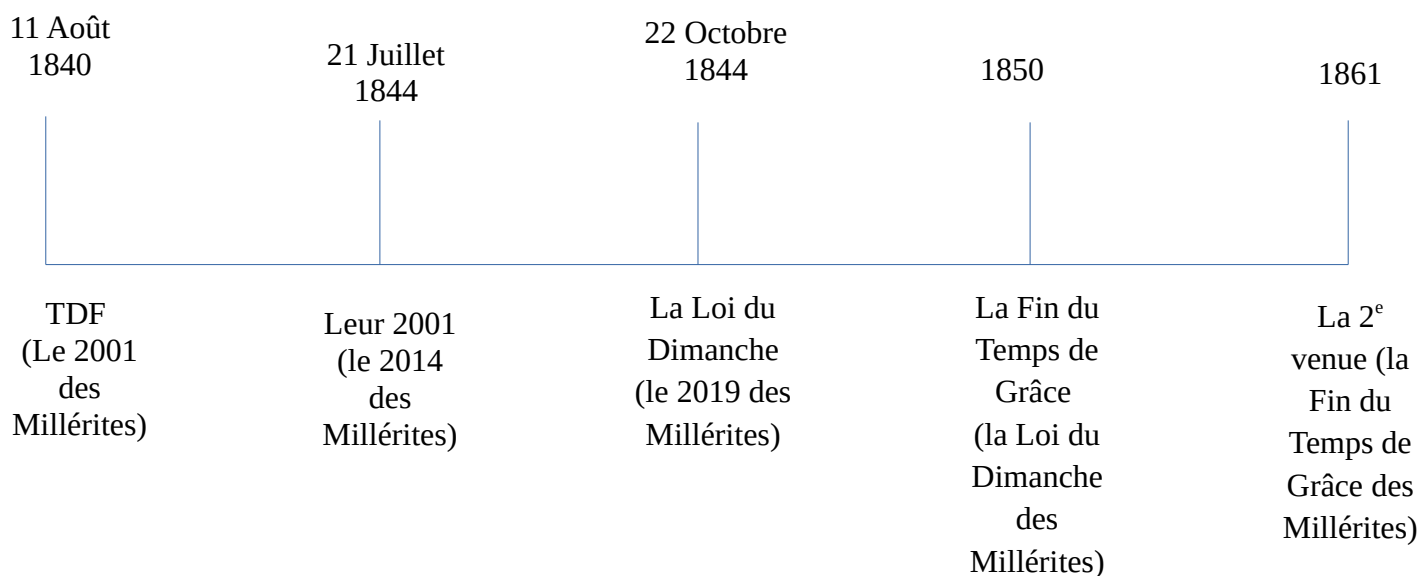 11 Août
1840
21 Juillet
1844
22 Octobre
1844
1850
1861
TDF
(Le 2001
des
Millérites)
Leur 2001
(le 2014
des
Millérites)
La Loi du
Dimanche
(le 2019 des
Millérites)
La Fin du
Temps de
Grâce
(la Loi du
Dimanche
des
Millérites)
La 2e
venue (la
Fin du
Temps de
Grâce des
Millérites)